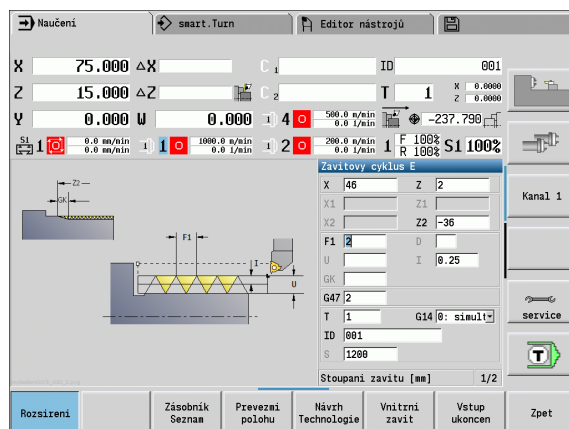 Naučení smart.Turn Editor nástrojů
X 75.000 △X C 1 ID 001
Z 15.000 △Z C 2 T 1 X 0.0000 Z 0.0000
Y 0.000 W 0.000 4 500.0 m/min 0.0 1/min -237.790
S1 1 0.0 mm/min 0.0 mm/min 1 1000.0 m/min 0.0 1/min 2 200.0 m/min 0.0 1/min 1 F 100% R 100% S1 100%
Zavitovy cyklus E
X 46 Z 2
X1 Z1
X2 Z2 -36
F1 2 D
U I 0.25
GK
G47 2
T 1 G14 0: simult
ID 001
S 1200
Stoupani zavitu [mm] 1/2
Z2
GK
F1
I
U
Kanal 1
service
T
Rozsireni
Zásobník Seznam
Prevezmi polohu
Návrh Technologie
Vnitrni zavit
Vstup ukoncen
Zpet